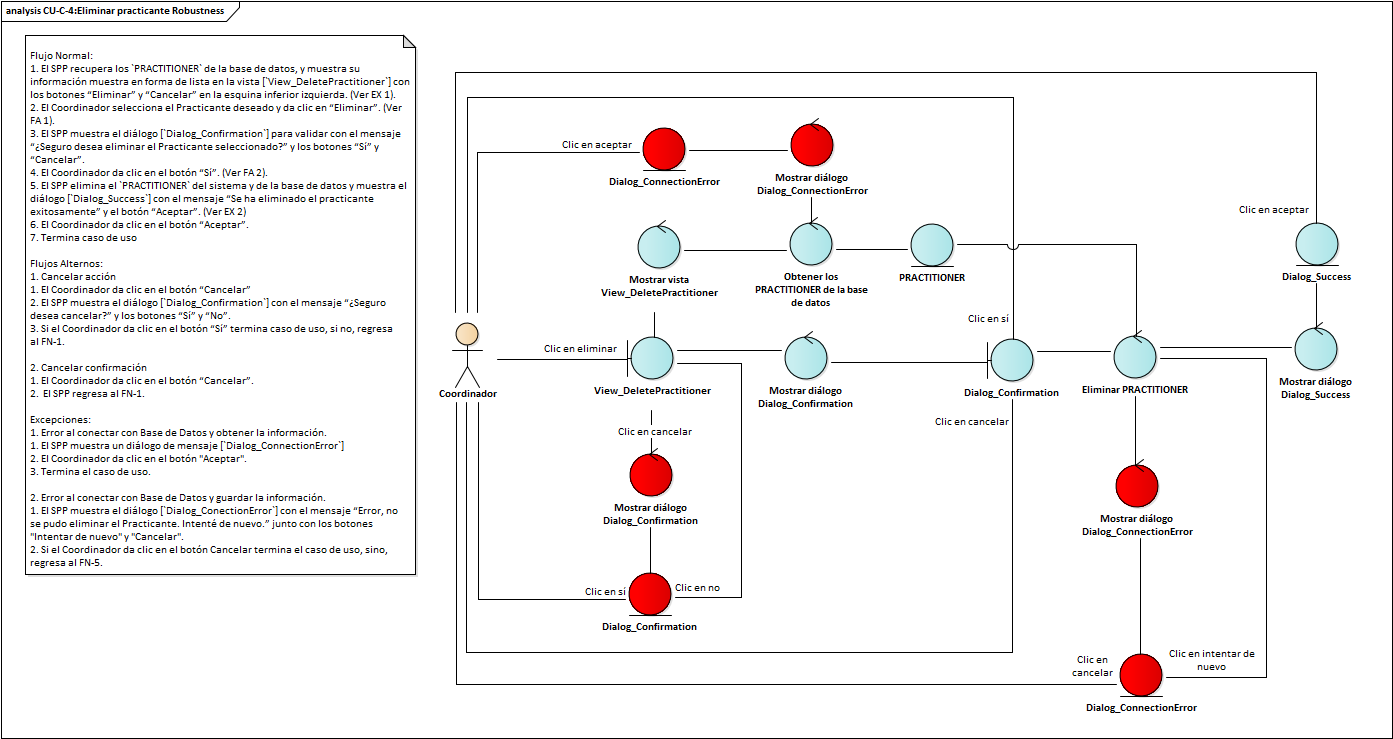 analysis CU-C-4:Eliminar practicante Robustness
Flujo Normal:
1. El SPP recupera los `PRACTITIONER` de la base de datos, y muestra su
información muestra en forma de lista en la vista [`View_DeletePractitioner`] con
los botones “Eliminar” y “Cancelar” en la esquina inferior izquierda. (Ver EX 1).
2. El Coordinador selecciona el Practicante deseado y da clic en “Eliminar”. (Ver
FA 1).
3. El SPP muestra el diálogo [`Dialog_Confirmation`] para validar con el mensaje
“¿Seguro desea eliminar el Practicante seleccionado?” y los botones “Sí” y
“Cancelar”.
4. El Coordinador da clic en el botón “Sí”. (Ver FA 2).
5. El SPP elimina el `PRACTITIONER` del sistema y de la base de datos y muestra el
diálogo [`Dialog_Success`] con el mensaje “Se ha eliminado el practicante
exitosamente” y el botón “Aceptar”. (Ver EX 2)
6. El Coordinador da clic en el botón “Aceptar”.
7. Termina caso de uso
Flujos Alternos:
1. Cancelar acción
1. El Coordinador da clic en el botón “Cancelar”
2. El SPP muestra el diálogo [`Dialog_Confirmation`] con el mensaje “¿Seguro
desea cancelar?” y los botones “Sí” y “No”.
3. Si el Coordinador da clic en el botón “Sí” termina caso de uso, si no, regresa
al FN-1.
2. Cancelar confirmación
1. El Coordinador da clic en el botón “Cancelar”.
2.  El SPP regresa al FN-1.
Excepciones:
1. Error al conectar con Base de Datos y obtener la información.
1. El SPP muestra un diálogo de mensaje [`Dialog_ConnectionError`]
2. El Coordinador da clic en el botón "Aceptar".
3. Termina el caso de uso.
2. Error al conectar con Base de Datos y guardar la información.
1. El SPP muestra el diálogo [`Dialog_ConectionError`] con el mensaje “Error, no
se pudo eliminar el Practicante. Intenté de nuevo.” junto con los botones
"Intentar de nuevo" y "Cancelar".
2. Si el Coordinador da clic en el botón Cancelar termina el caso de uso, sino,
regresa al FN-5.
Clic en aceptar
Dialog_ConnectionError
Mostrar diálogo
Dialog_ConnectionError
Clic en aceptar
Mostrar vista
View_DeletePractitioner
Obtener los
PRACTITIONER de la base
de datos
PRACTITIONER
Dialog_Success
Clic en sí
Clic en eliminar
Coordinador
View_DeletePractitioner
Mostrar diálogo
Dialog_Confirmation
Dialog_Confirmation
Eliminar PRACTITIONER
Mostrar diálogo
Dialog_Success
Clic en cancelar
Clic en cancelar
Mostrar diálogo
Dialog_Confirmation
Mostrar diálogo
Dialog_ConnectionError
Clic en sí
Clic en no
Dialog_Confirmation
Clic en
cancelar
Clic en intentar de
nuevo
Dialog_ConnectionError